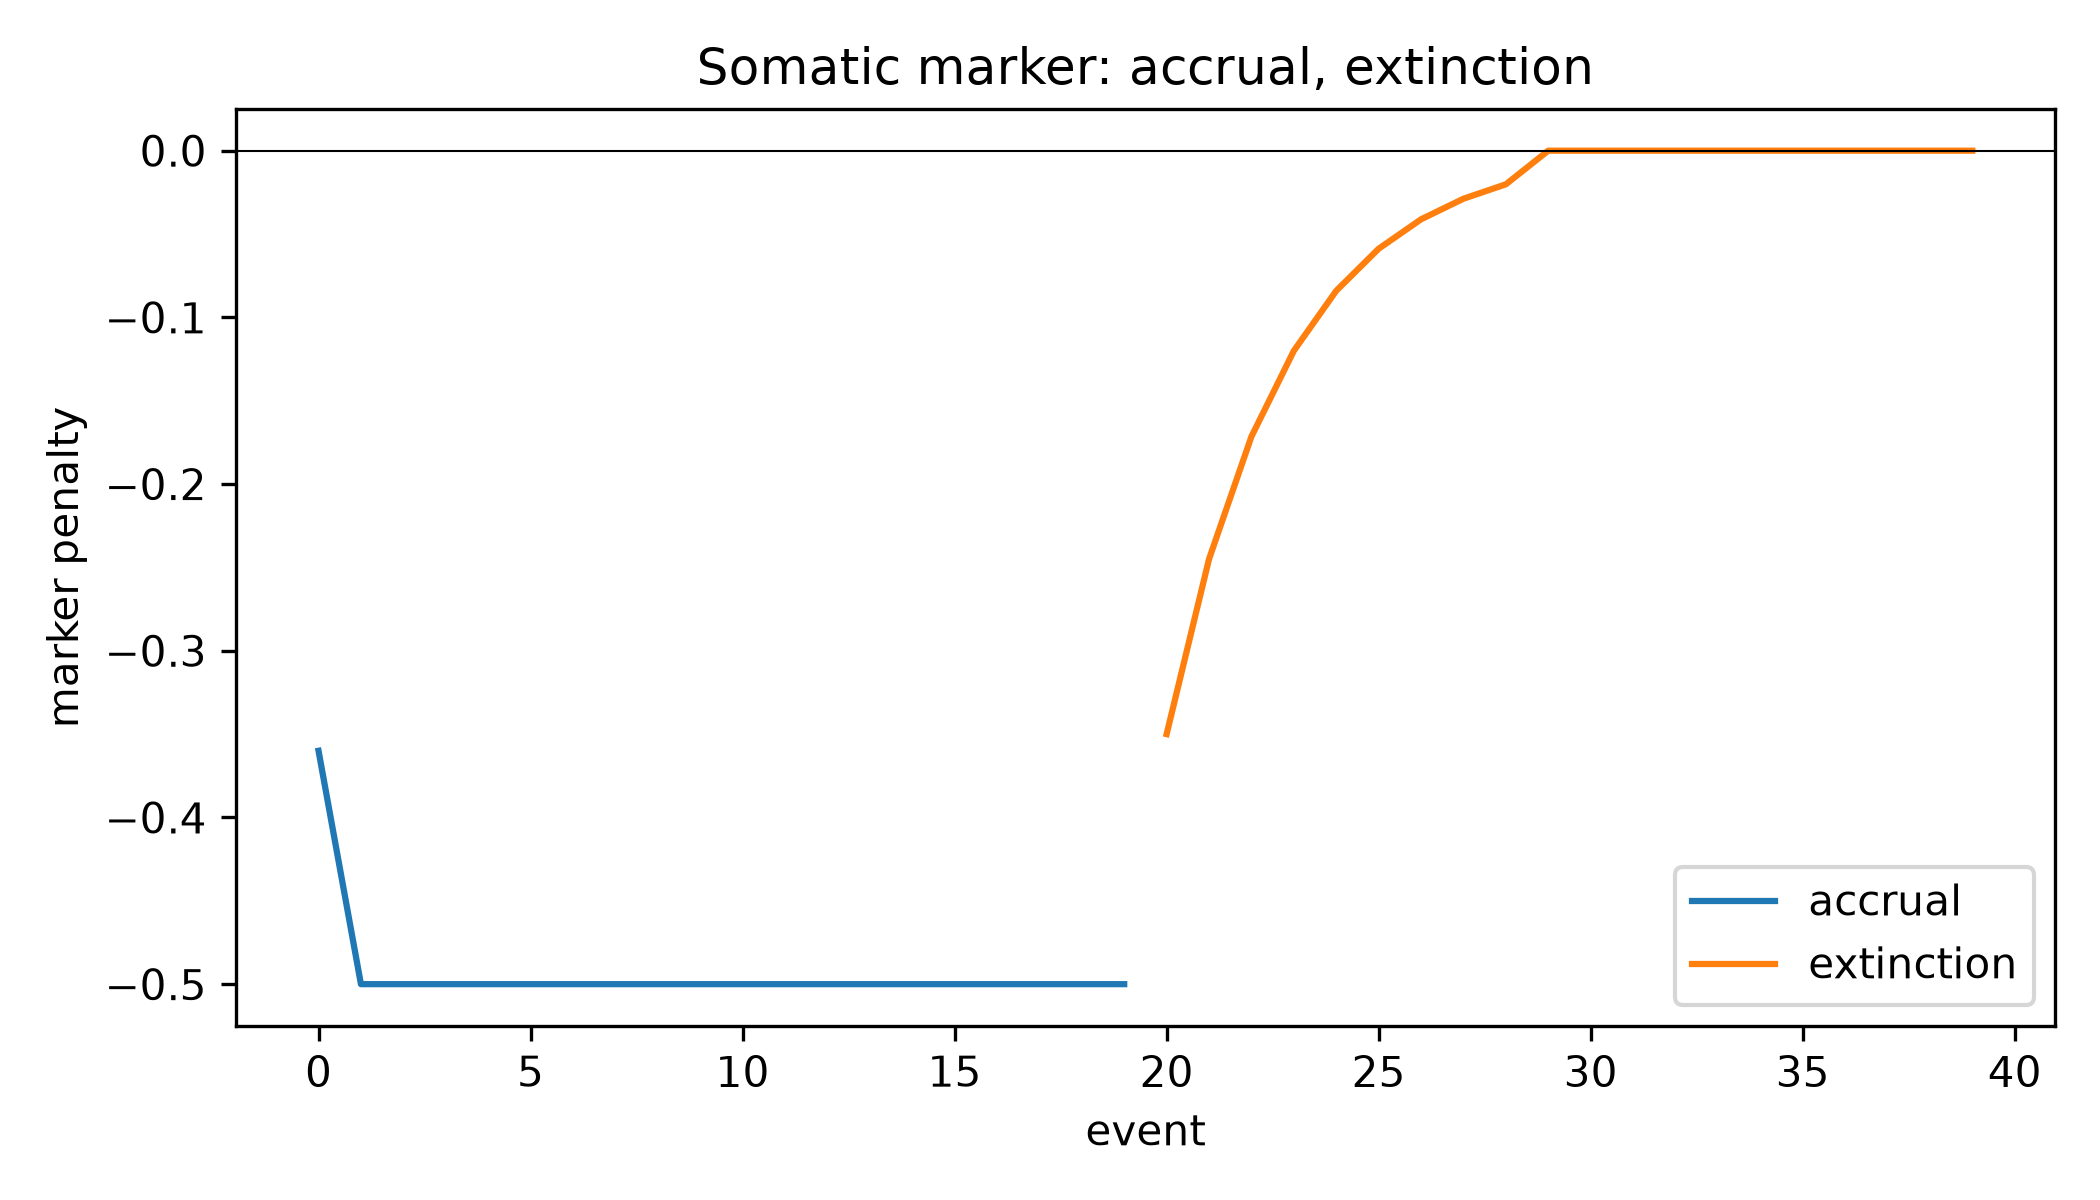 Somatic marker: accrual, extinction
0.0
−0.1
−0.2
−0.3
−0.4
−0.5
marker penalty
accrual
extinction
0 5 10 15 20 25 30 35 40
event